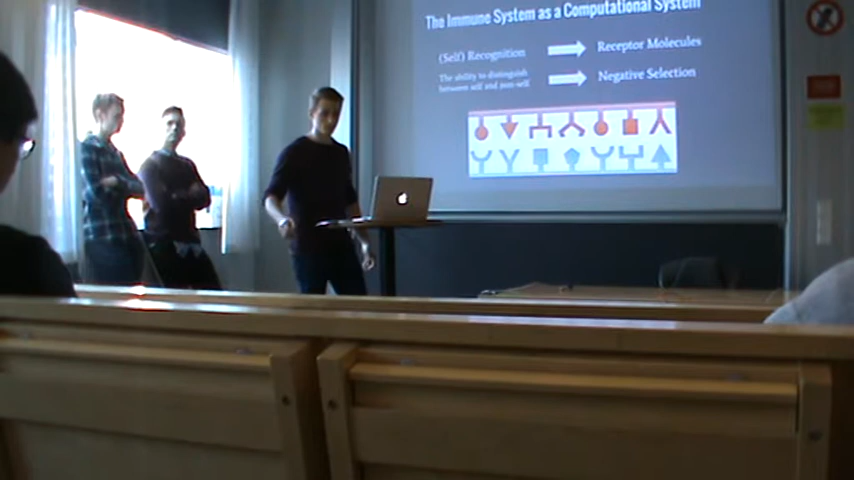 The Immune System as a Computational System
(Self) Recognition
Receptor Molecules
The ability to distinguish
between self and non-self
Negative Selection